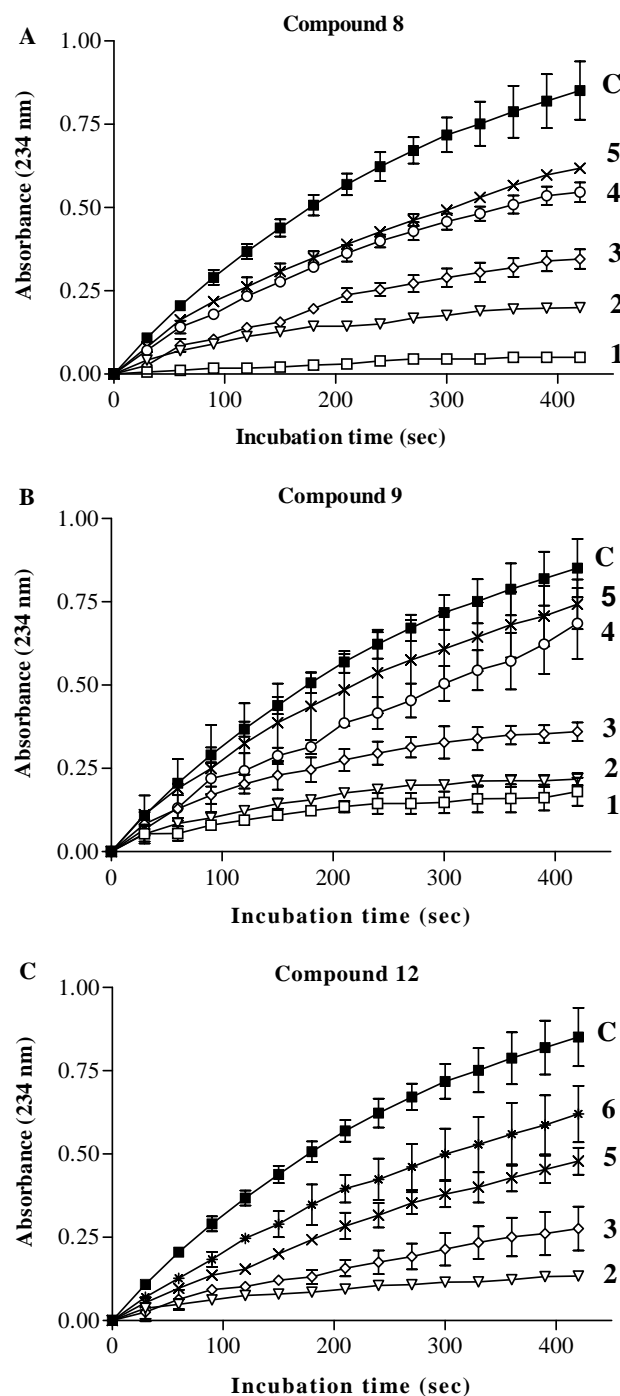 A
Compound 8
1.00
0.75
0.50
0.25
0.00
Absorbance (234 nm)
C
5
4
3
2
1
0 100 200 300 400
Incubation time (sec)
B
Compound 9
1.00
0.75
0.50
0.25
0.00
Absorbance (234 nm)
C
5
4
3
2
1
0 100 200 300 400
Incubation time (sec)
C
Compound 12
1.00
0.75
0.50
0.25
0.00
Absorbance (234 nm)
C
6
5
3
2
0 100 200 300 400
Incubation time (sec)